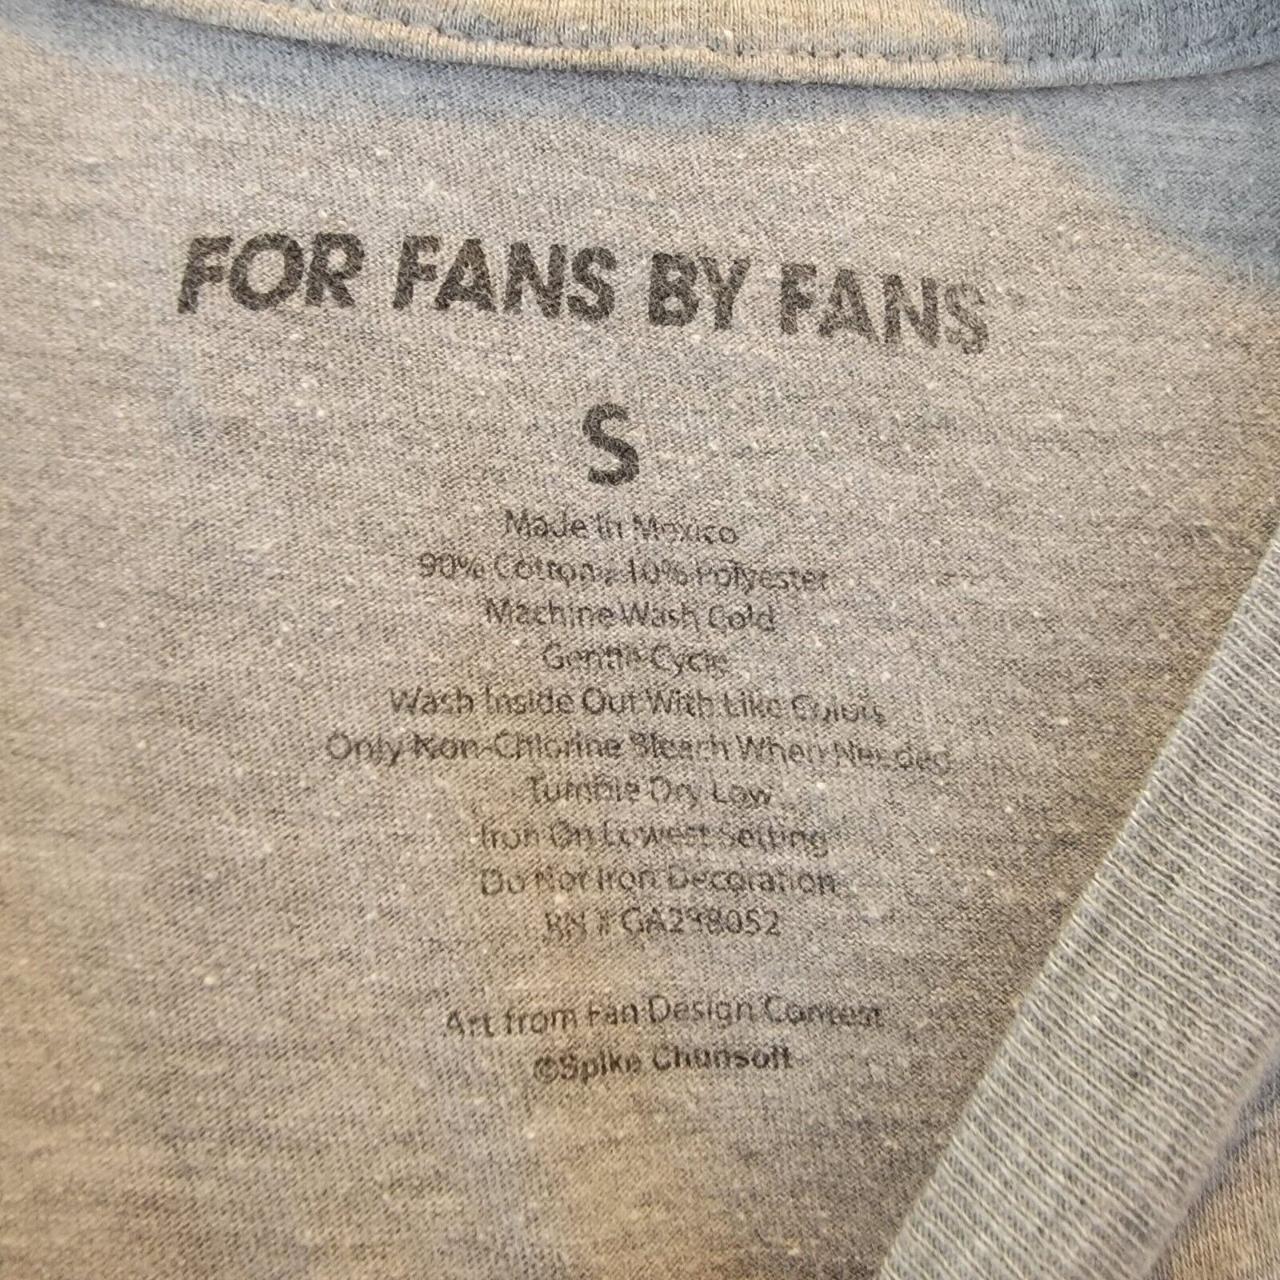 FOR FANS BY FANS
S
Made In Mexico
90% Cotton, 10% Polyester
Machine Wash Cold
Gentle Cycle
Wash Inside Out With Like Colors
Only Non-Chlorine Bleach When Needed
Tumble Dry Low
Iron On Lowest Setting
Do Not Iron Decoration
RN # CA298052
Art from Fan Design Contest
©Spike Chunsoft